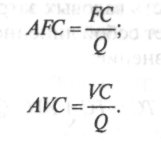 AFC = FC/Q;
AVC = VC/Q.